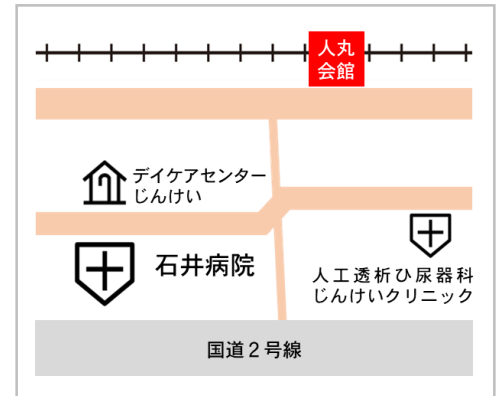 人丸
会館
デイケアセンター
じんけい
石井病院
人工透析ひ尿器科
じんけいクリニック
国道２号線